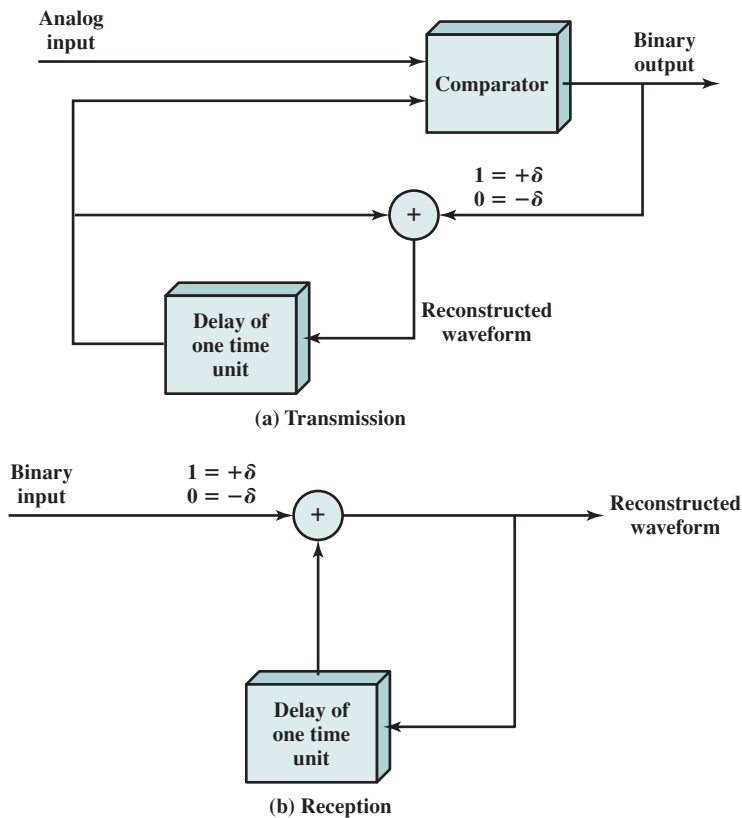 Analog
input
Comparator
Binary
output
1 = +δ
0 = −δ
+
Delay of
one time
unit
Reconstructed
waveform
(a) Transmission
Binary
input
1 = +δ
0 = −δ
+
Reconstructed
waveform
Delay of
one time
unit
(b) Reception